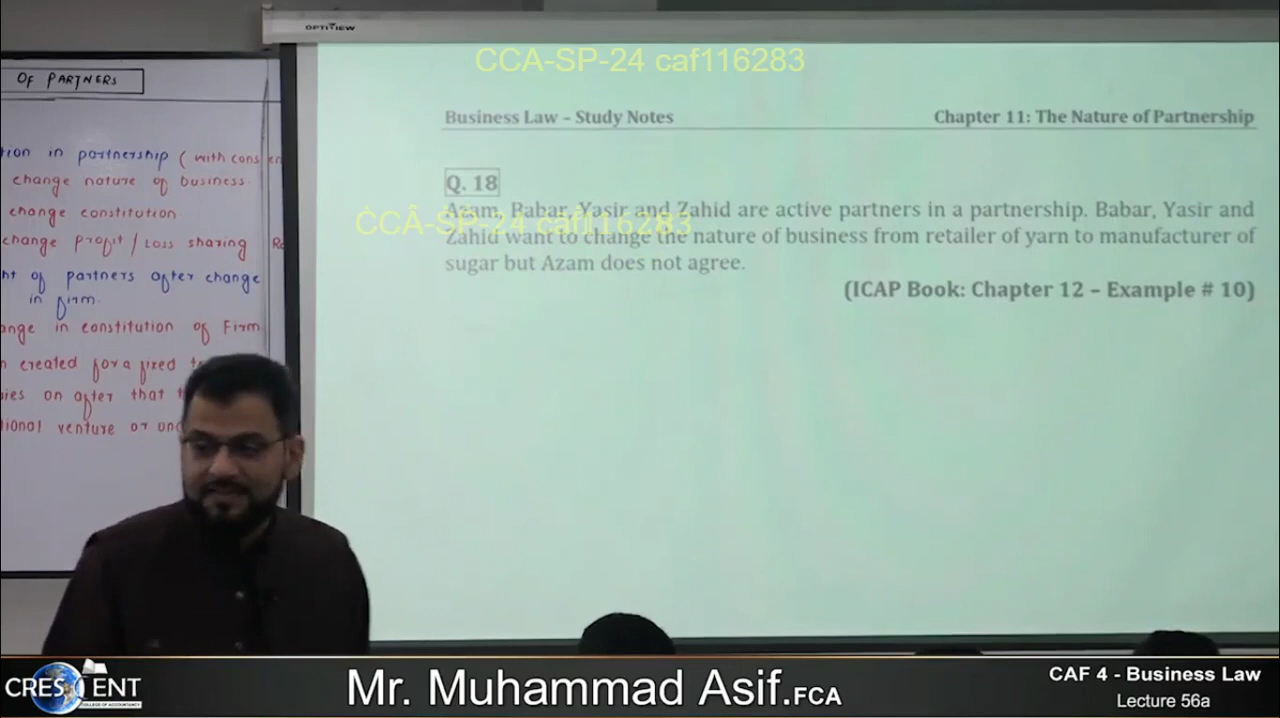 OPTIVIEW
CCA-SP-24 caf116283
OF PARTNERS
Business Law – Study Notes
Chapter 11: The Nature of Partnership
in partnership (with
change nature of business.
change constitution
change profit / Loss sharing
of partners after change
in firm.
in constitution of Firm
created for a fixed
on after that
venture or
Q. 18
Azam, Babar, Yasir and Zahid are active partners in a partnership. Babar, Yasir and
CCA-SP-24 caf116283
Zahid want to change the nature of business from retailer of yarn to manufacturer of
sugar but Azam does not agree.
(ICAP Book: Chapter 12 – Example # 10)
CRESCENT
COLLEGE OF ACCOUNTANCY
Mr. Muhammad Asif.FCA
CAF 4 - Business Law
Lecture 56a